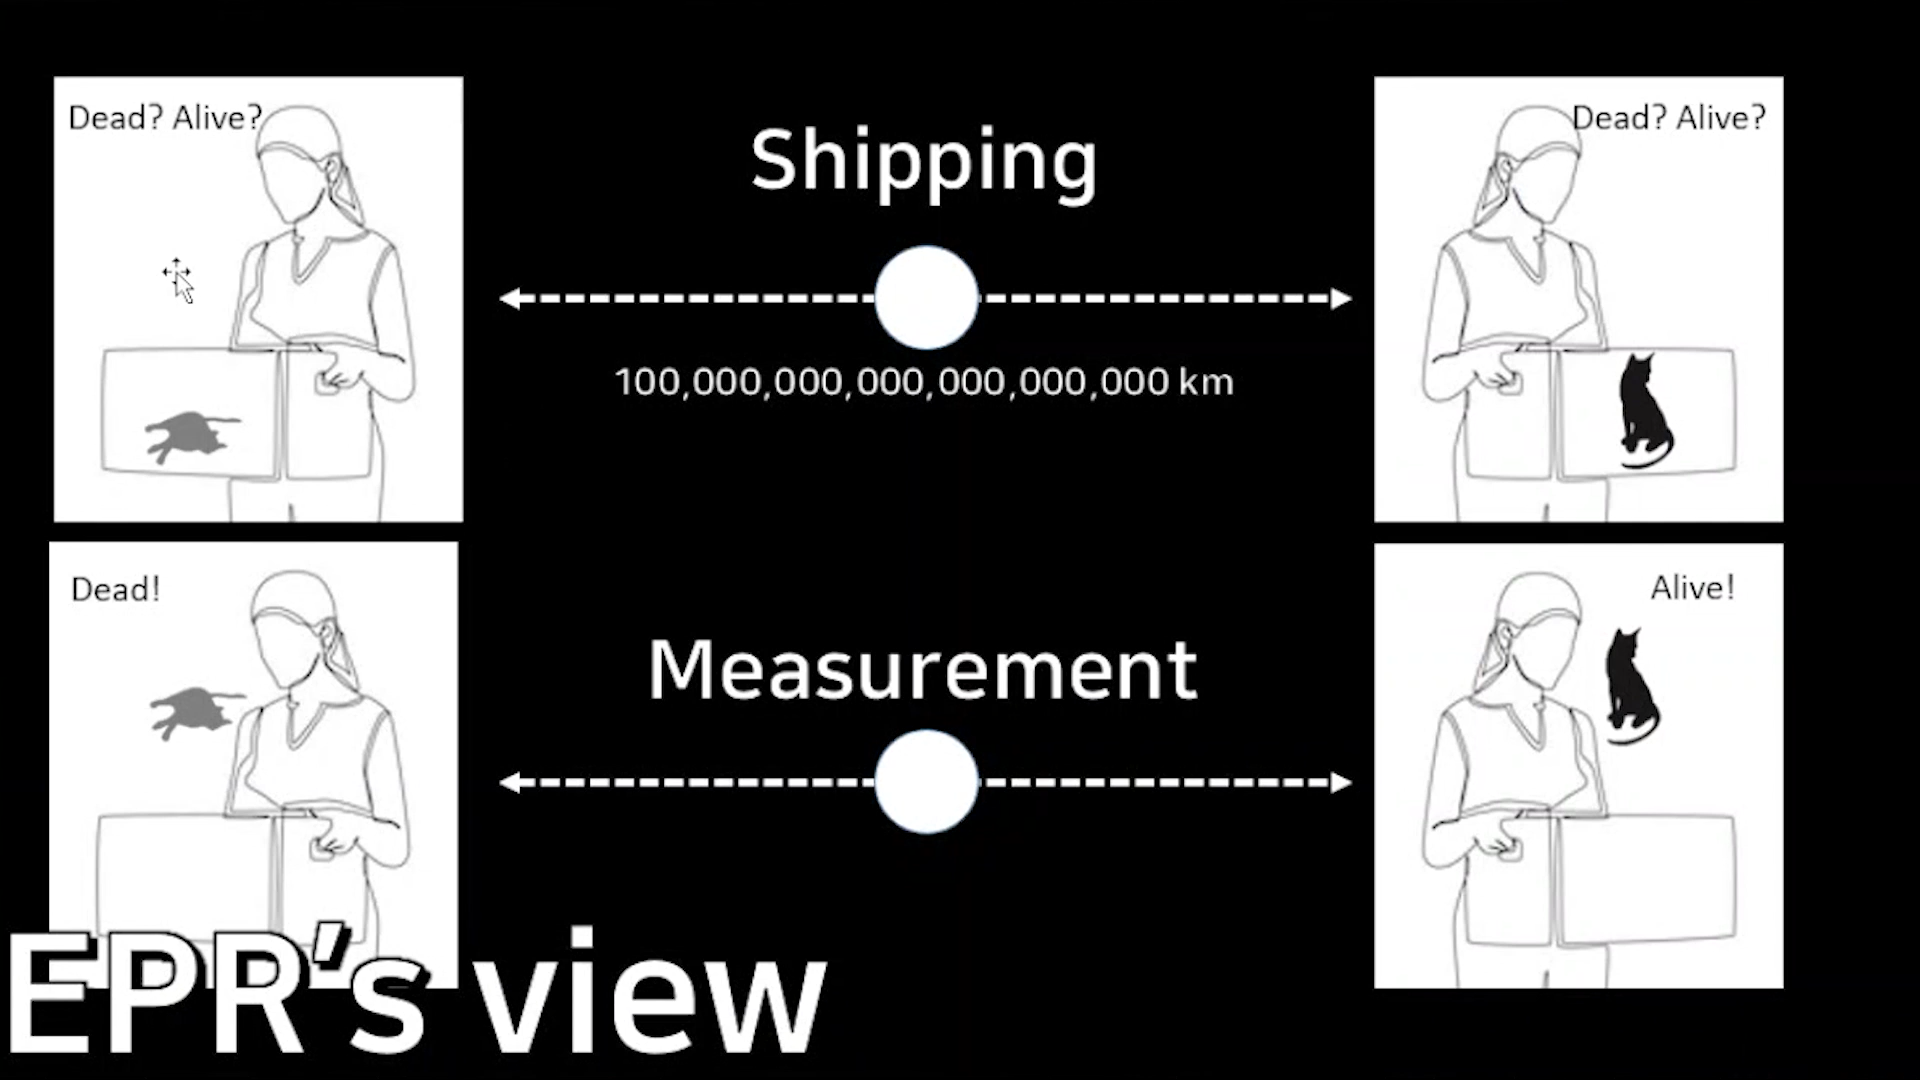 Dead? Alive?
Shipping
Dead? Alive?
100,000,000,000,000,000,000 km
Dead!
Measurement
Alive!
EPR's view